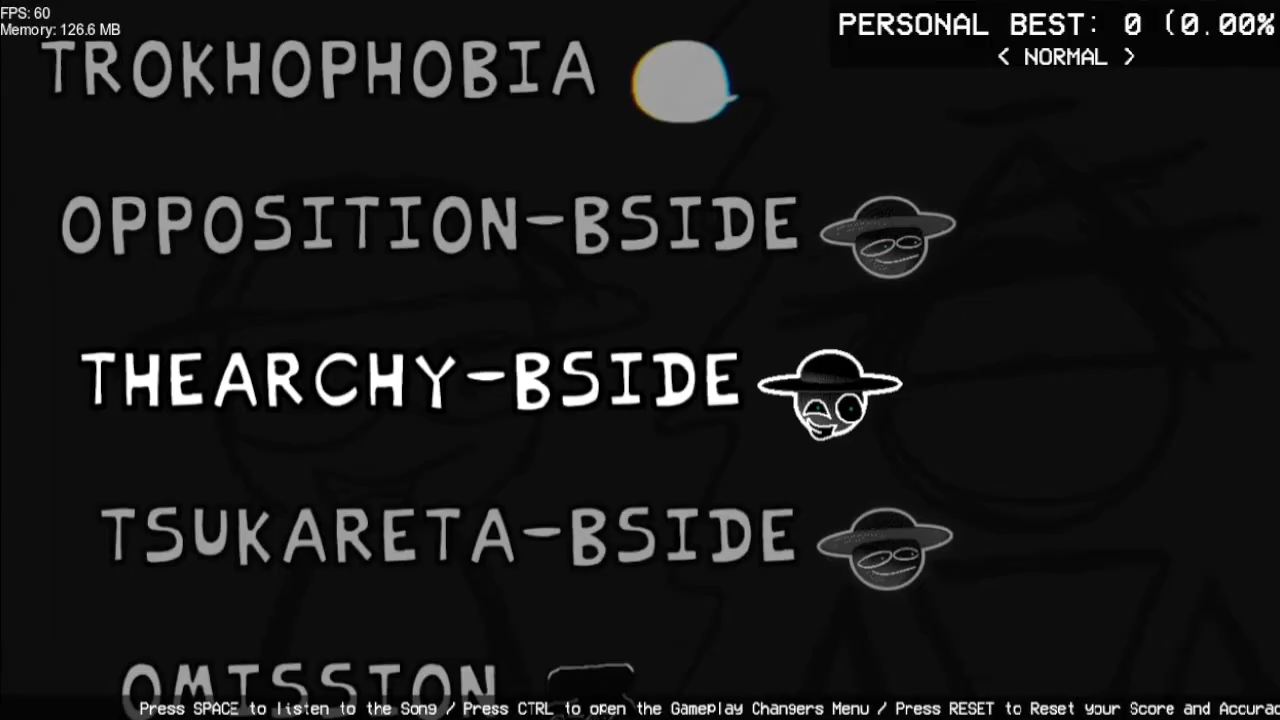 FPS: 60
Memory: 126.6 MB
PERSONAL BEST: 0 (0.00%
< NORMAL >
TROKHOPHOBIA
OPPOSITION-BSIDE
THEARCHY-BSIDE
TSUKARETA-BSIDE
OMISSION
Press SPACE to listen to the Song / Press CTRL to open the Gameplay Changers Menu / Press RESET to Reset your Score and Accurac